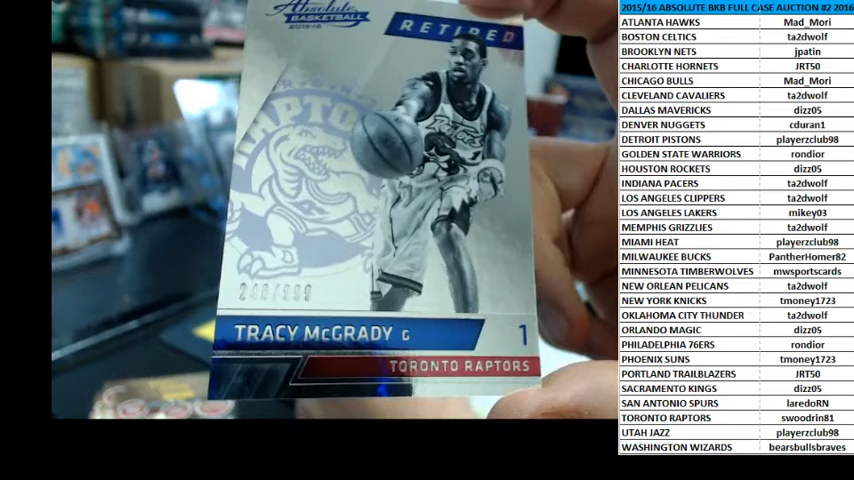 Absolute
BASKETBALL
2015-16
RETIRED
RAPTORS
/999
TRACY McGRADY G
1
TORONTO RAPTORS
2015/16 ABSOLUTE BKB FULL CASE AUCTION #2 2016
ATLANTA HAWKS Mad_Mori
BOSTON CELTICS ta2dwolf
BROOKLYN NETS jpatin
CHARLOTTE HORNETS JRT50
CHICAGO BULLS Mad_Mori
CLEVELAND CAVALIERS ta2dwolf
DALLAS MAVERICKS dizz05
DENVER NUGGETS cduran1
DETROIT PISTONS playerzclub98
GOLDEN STATE WARRIORS rondior
HOUSTON ROCKETS dizz05
INDIANA PACERS ta2dwolf
LOS ANGELES CLIPPERS ta2dwolf
LOS ANGELES LAKERS mikey03
MEMPHIS GRIZZLIES ta2dwolf
MIAMI HEAT playerzclub98
MILWAUKEE BUCKS PantherHomer82
MINNESOTA TIMBERWOLVES mwsportscards
NEW ORLEAN PELICANS ta2dwolf
NEW YORK KNICKS tmoney1723
OKLAHOMA CITY THUNDER ta2dwolf
ORLANDO MAGIC dizz05
PHILADELPHIA 76ERS rondior
PHOENIX SUNS tmoney1723
PORTLAND TRAILBLAZERS JRT50
SACRAMENTO KINGS dizz05
SAN ANTONIO SPURS laredoRN
TORONTO RAPTORS swoodrin81
UTAH JAZZ playerzclub98
WASHINGTON WIZARDS bearsbullsbraves